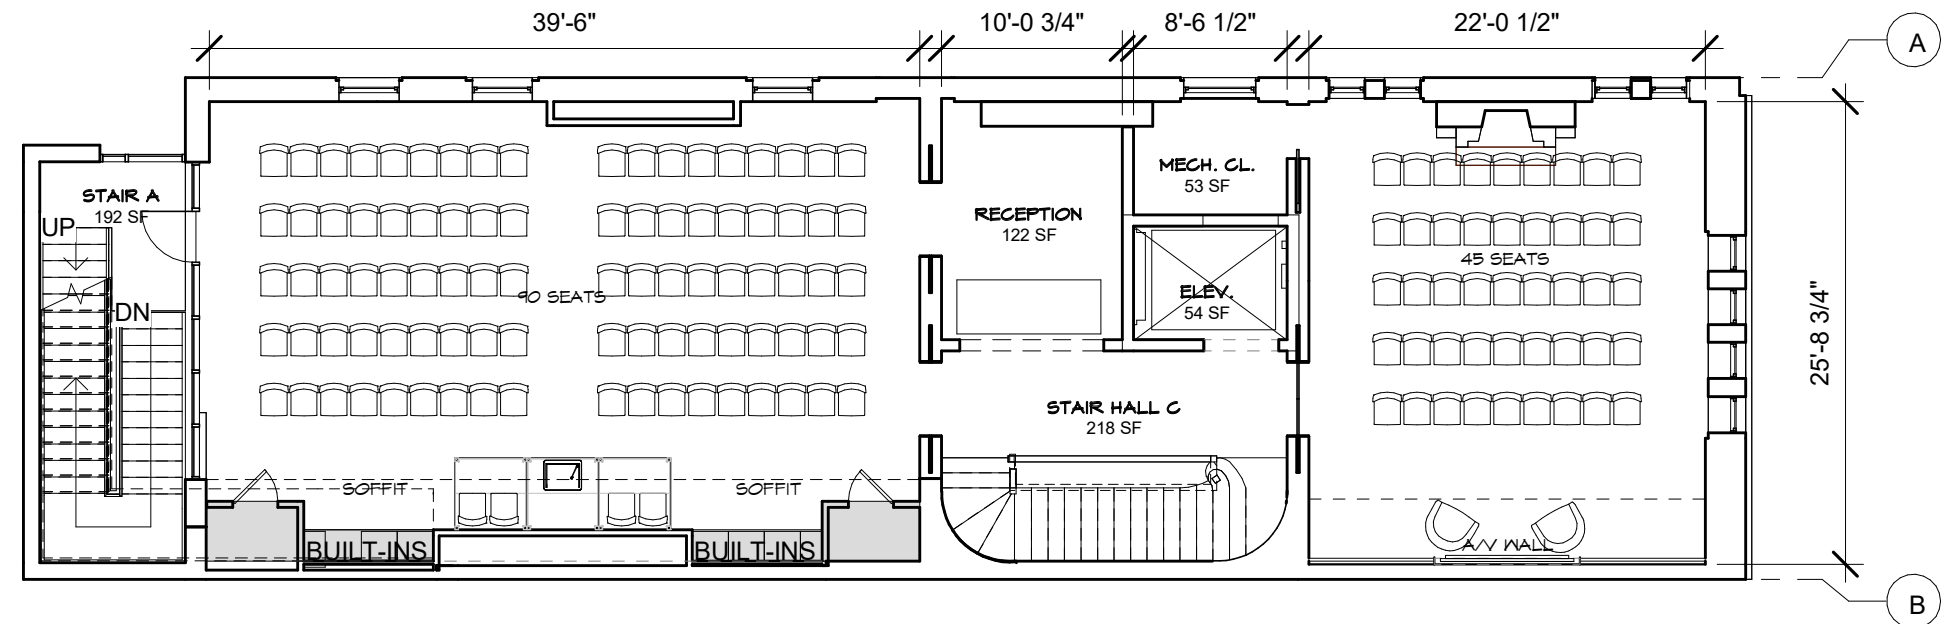 39'-6"
10'-0 3/4"
8'-6 1/2"
22'-0 1/2"
A
STAIR A
192 SF
UP
DN
90 SEATS
RECEPTION
122 SF
MECH. CL.
53 SF
ELEV.
54 SF
45 SEATS
25'-8 3/4"
STAIR HALL C
218 SF
SOFFIT
SOFFIT
BUILT-INS
BUILT-INS
A/V WALL
B